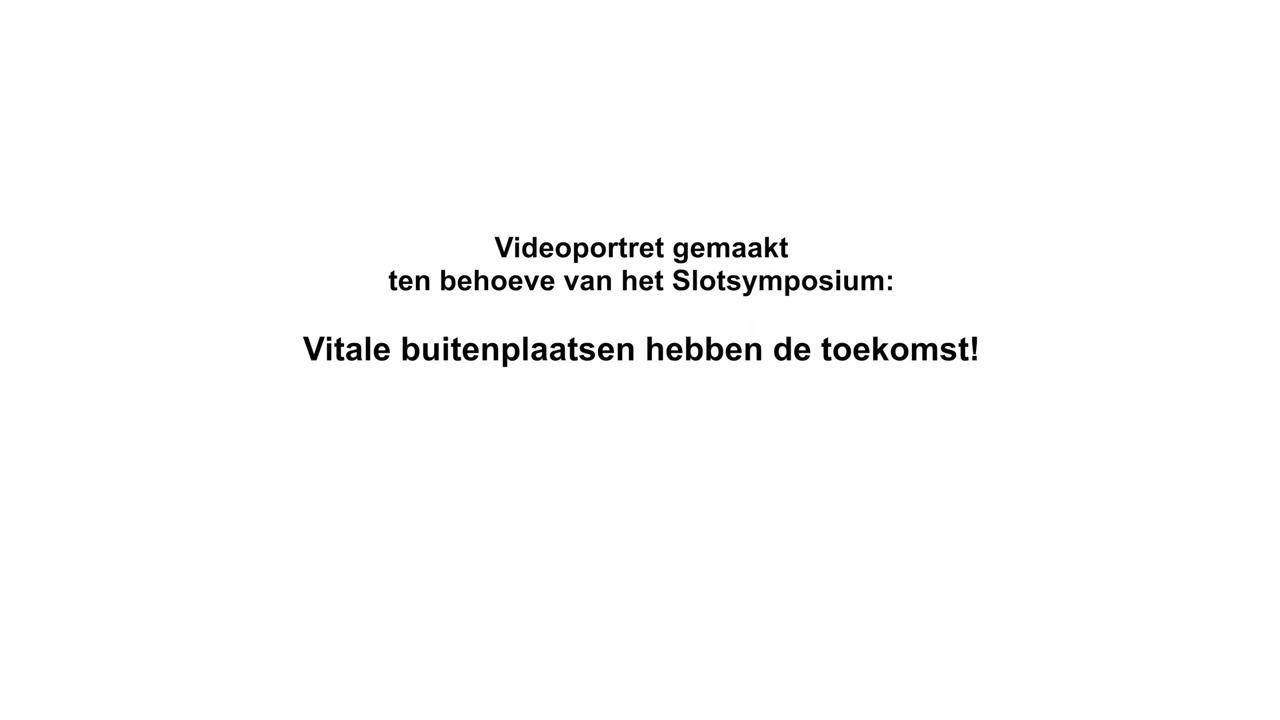 Videoportret gemaakt
ten behoeve van het Slotsymposium:
Vitale buitenplaatsen hebben de toekomst!